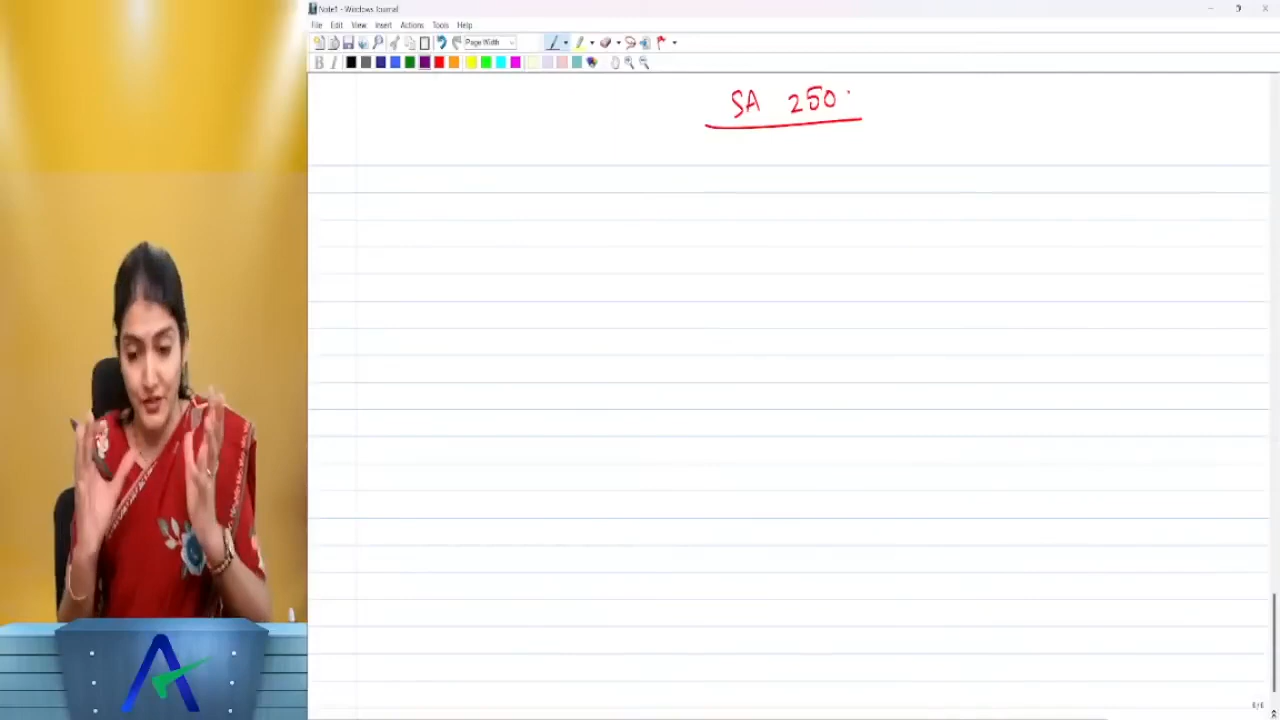 Note1 - Windows Journal
File Edit View Insert Actions Tools Help
Page Width
B I
SA 250